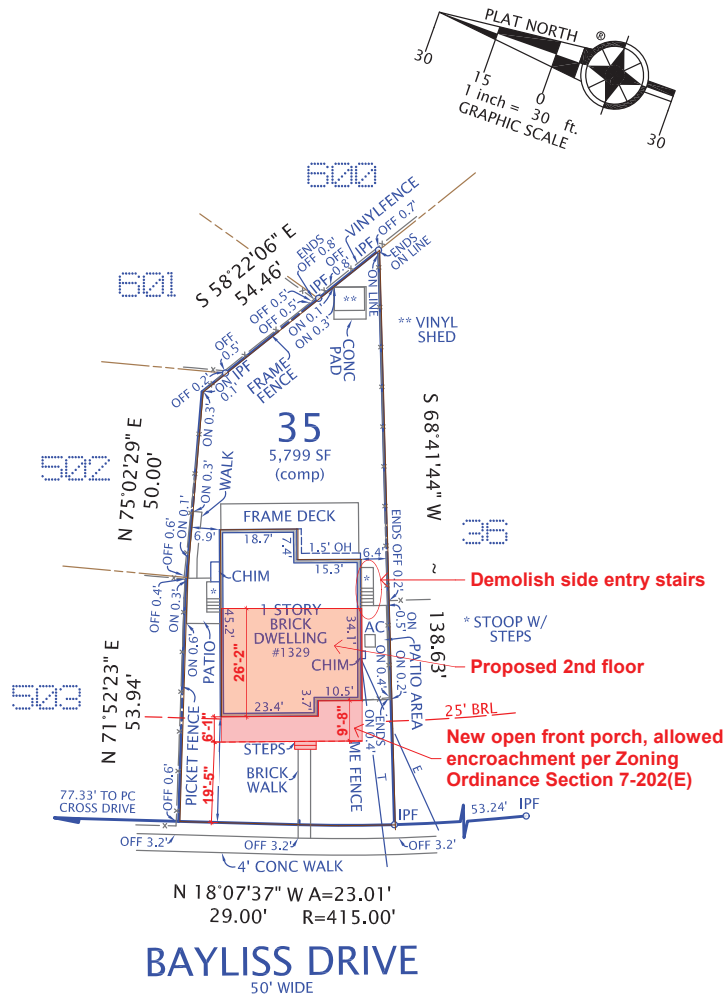 PLAT NORTH
®
30
15
0
30
1 inch = 30 ft.
GRAPHIC SCALE
600
601
S 58°22'06" E
54.46'
ENDS
OFF 0.8'
OFF
0.8'
IPF
VINYLFENCE
IPF
OFF 0.7'
ENDS
ON LINE
ON LINE
OFF 0.5'
OFF 0.5'
ON 0.1'
ON 0.3'
**
CONC
PAD
** VINYL
SHED
OFF
0.5'
OFF 0.2'
ON
0.1'
IPF
FRAME
FENCE
ON 0.3'
35
5,799 SF
(comp)
S 68°41'44" W ~ 138.63'
N 75°02'29" E
50.00'
502
36
ON 0.3'
WALK
ON 0.1'
OFF 0.6'
6.9'
FRAME DECK
18.7'
7.4'
1.5' OH
15.3'
6.4'
ENDS OFF 0.2'
OFF 0.4'
ON 0.3'
CHIM
*
*
Demolish side entry stairs
* STOOP W/
STEPS
1 STORY
BRICK
DWELLING
#1329
45.2'
34.1'
26'-2"
AC
ON
0.5'
PATIO
ON 0.6'
CHIM
Proposed 2nd floor
PATIO AREA
ON 0.2'
ON 0.4'
503
N 71°52'23" E
53.94'
23.4'
3.7'
10.5'
9'-8"
6'-1"
25' BRL
ENDS
ON 0.4'
New open front porch, allowed
encroachment per Zoning
Ordinance Section 7-202(E)
PICKET FENCE
STEPS
BRICK
WALK
ME FENCE
T
E
19'-5"
OFF 0.6'
77.33' TO PC
CROSS DRIVE
IPF
53.24'
IPF
OFF 3.2'
OFF 3.2'
OFF 3.2'
4' CONC WALK
N 18°07'37" W A=23.01'
29.00' R=415.00'
BAYLISS DRIVE
50' WIDE